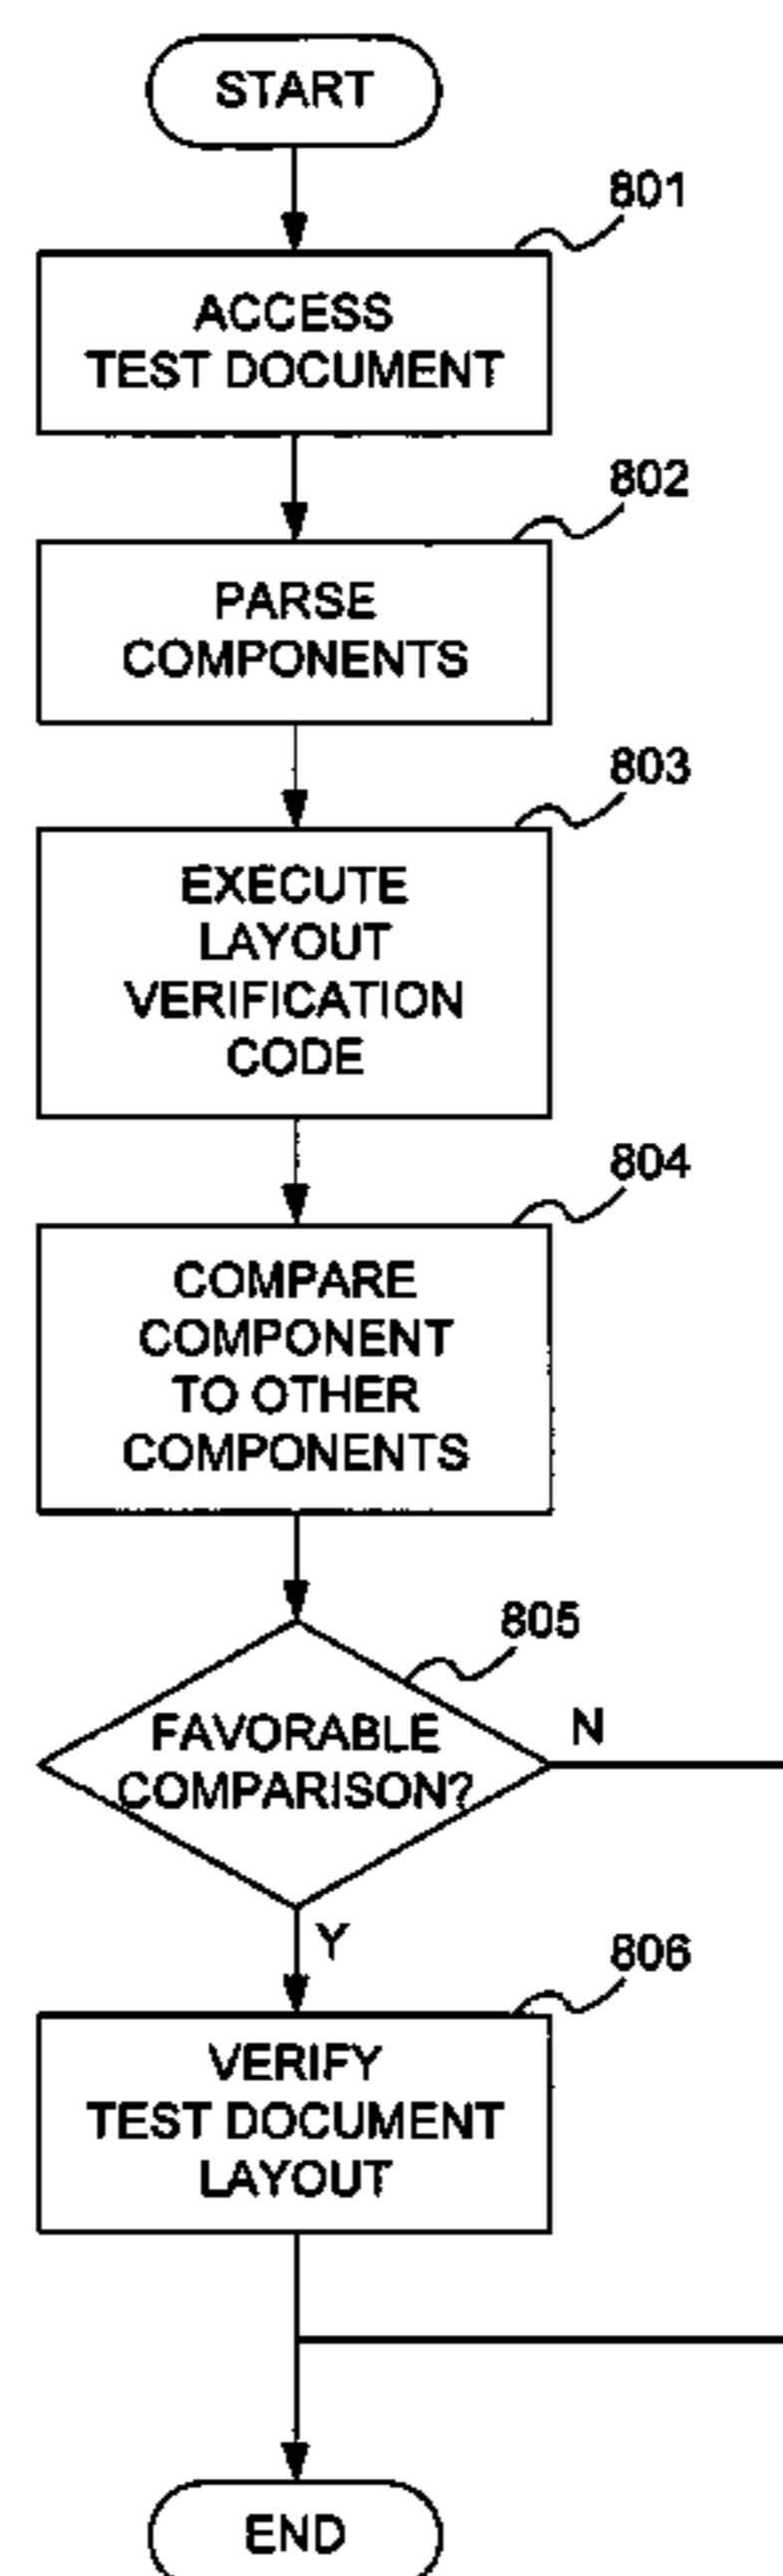 START
801
ACCESS
TEST DOCUMENT
802
PARSE
COMPONENTS
803
EXECUTE
LAYOUT
VERIFICATION
CODE
804
COMPARE
COMPONENT
TO OTHER
COMPONENTS
805
FAVORABLE
COMPARISON?
N
Y
806
VERIFY
TEST DOCUMENT
LAYOUT
END